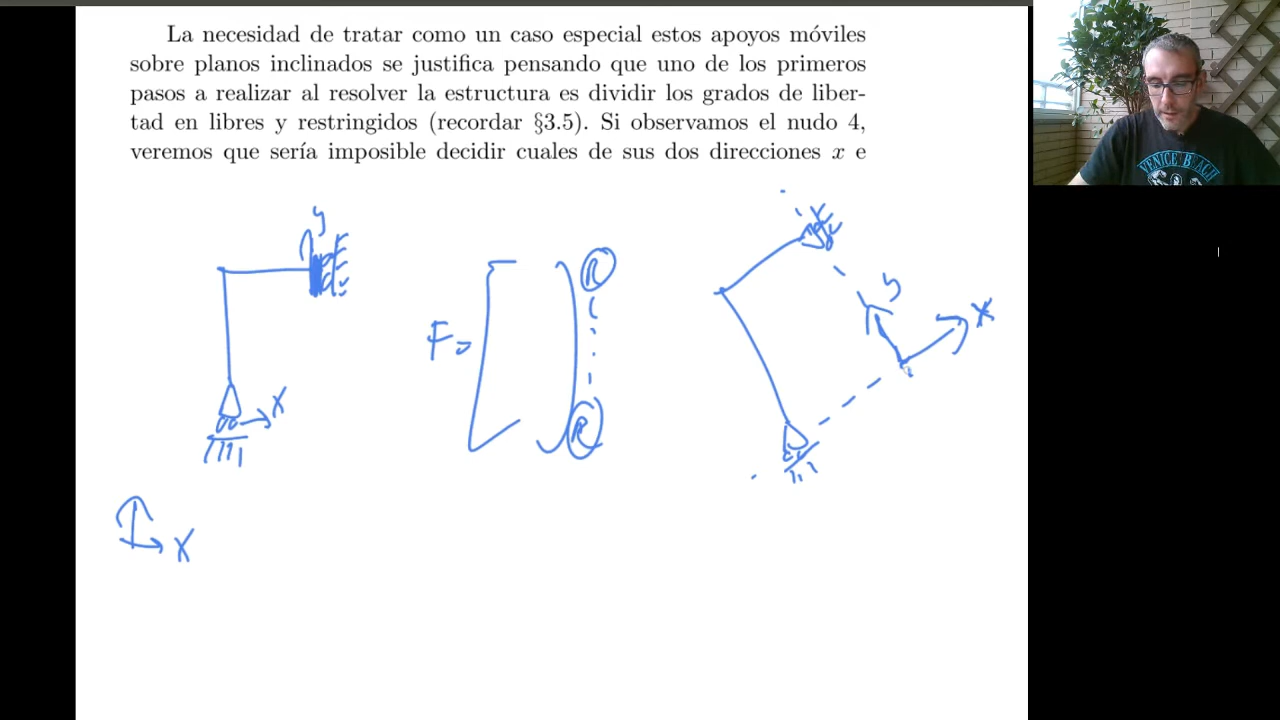 La necesidad de tratar como un caso especial estos apoyos móviles
sobre planos inclinados se justifica pensando que uno de los primeros
pasos a realizar al resolver la estructura es dividir los grados de liber-
tad en libres y restringidos (recordar §3.5). Si observamos el nudo 4,
veremos que sería imposible decidir cuales de sus dos direcciones x e
VENICE BEACH
y
R
y
X
F=
X
R
X